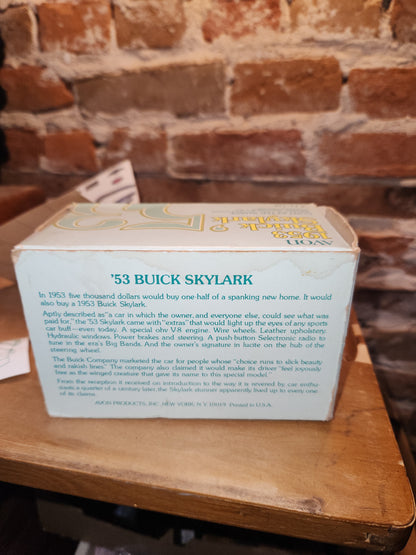 AVON
1953
Buick
Skylark
53
'53 BUICK SKYLARK
In 1953 five thousand dollars would buy one-half of a spanking new home. It would
also buy a 1953 Buick Skylark.
Aptly described as "a car in which the owner, and everyone else, could see what was
paid for," the '53 Skylark came with "extras" that would light up the eyes of any sports
car buff—even today. A special ohv V-8 engine. Wire wheels. Leather upholstery.
Hydraulic windows. Power brakes and steering. A push-button Selectronic radio to
tune in the era's Big Bands. And the owner's signature in lucite on the hub of the
steering wheel.
The Buick Company marketed the car for people whose "choice runs to slick beauty
and rakish lines." The company also claimed it would make its driver "feel joyously
free as the winged creature that gave its name to this special model."
From the reception it received on introduction to the way it is revered by car enthu-
siasts a quarter of a century later, the Skylark stunner apparently lived up to every one
of its claims.
AVON PRODUCTS, INC., NEW YORK, N.Y. 10019 Printed in U.S.A.